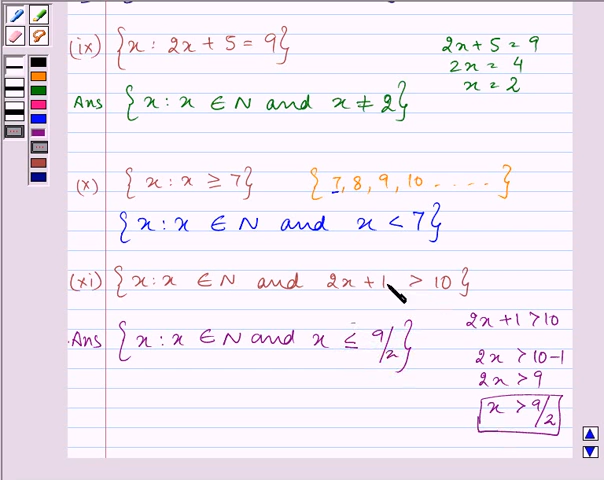 (ix) {x : 2x + 5 = 9}
2x + 5 = 9
2x = 4
x = 2
Ans {x : x ∈ N and x ≠ 2}
(x) {x : x ≥ 7} {7, 8, 9, 10 . . . . . }
{x : x ∈ N and x < 7}
(xi) {x : x ∈ N and 2x + 1 > 10}
2x + 1 > 10
Ans {x : x ∈ N and x ≤ 9/2}
2x > 10 - 1
2x > 9
x > 9/2